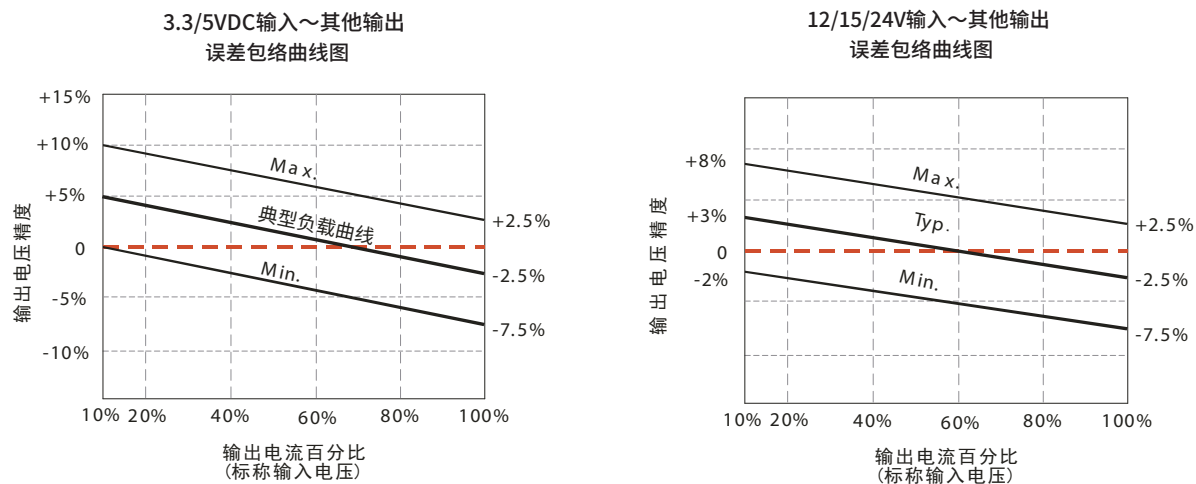 3.3/5VDC输入～其他输出
误差包络曲线图
+15%
+10%
+5%
0
-5%
-10%
输出电压精度
Max.
典型负载曲线
Min.
+2.5%
-2.5%
-7.5%
10% 20% 40% 60% 80% 100%
输出电流百分比
(标称输入电压)
12/15/24V输入～其他输出
误差包络曲线图
+8%
+3%
0
-2%
输出电压精度
Max.
Typ.
Min.
+2.5%
-2.5%
-7.5%
10% 20% 40% 60% 80% 100%
输出电流百分比
(标称输入电压)